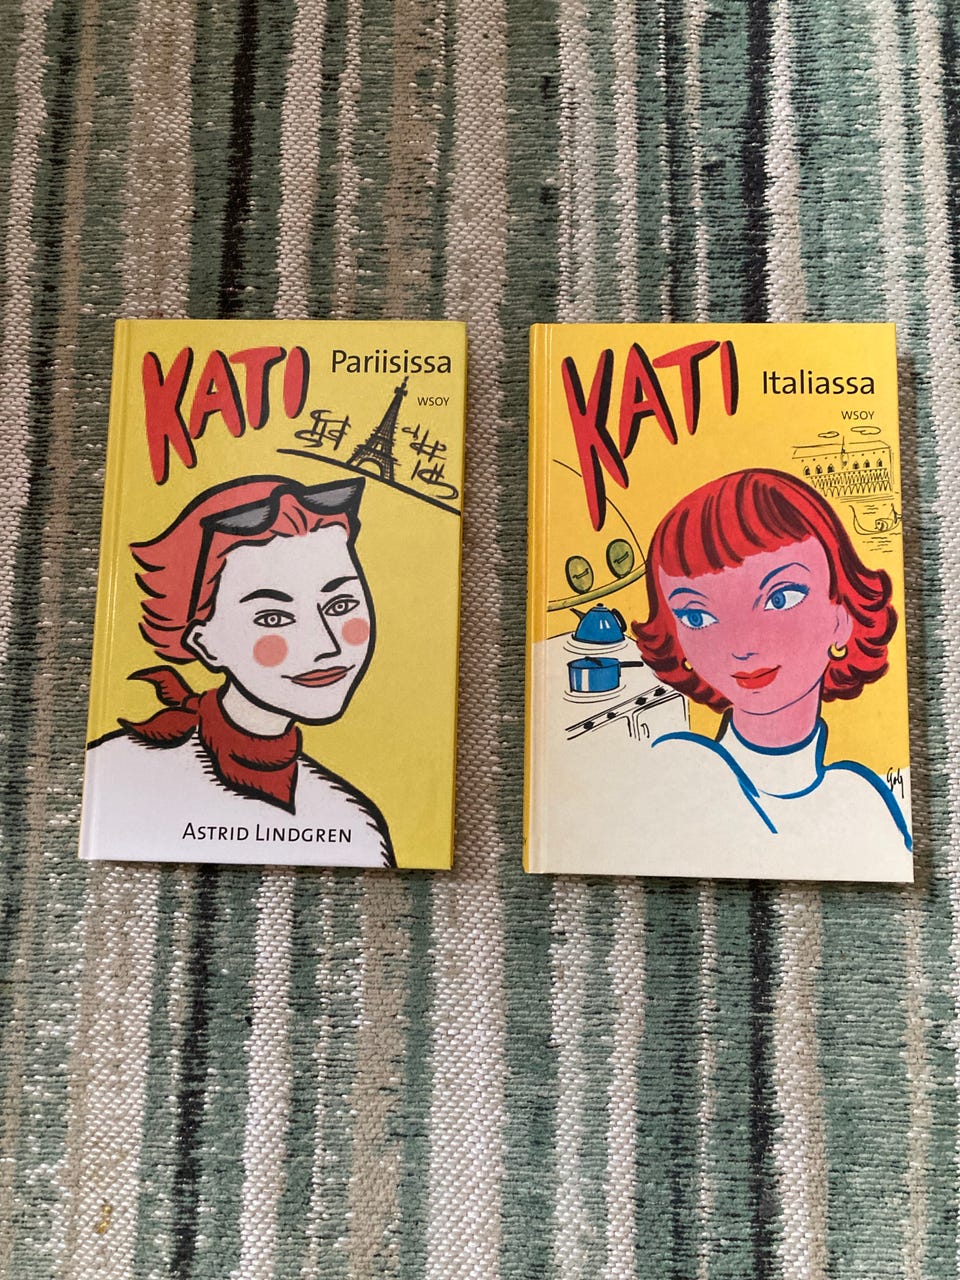 KATI
Pariisissa
WSOY
ASTRID LINDGREN
KATI
Italiassa
WSOY